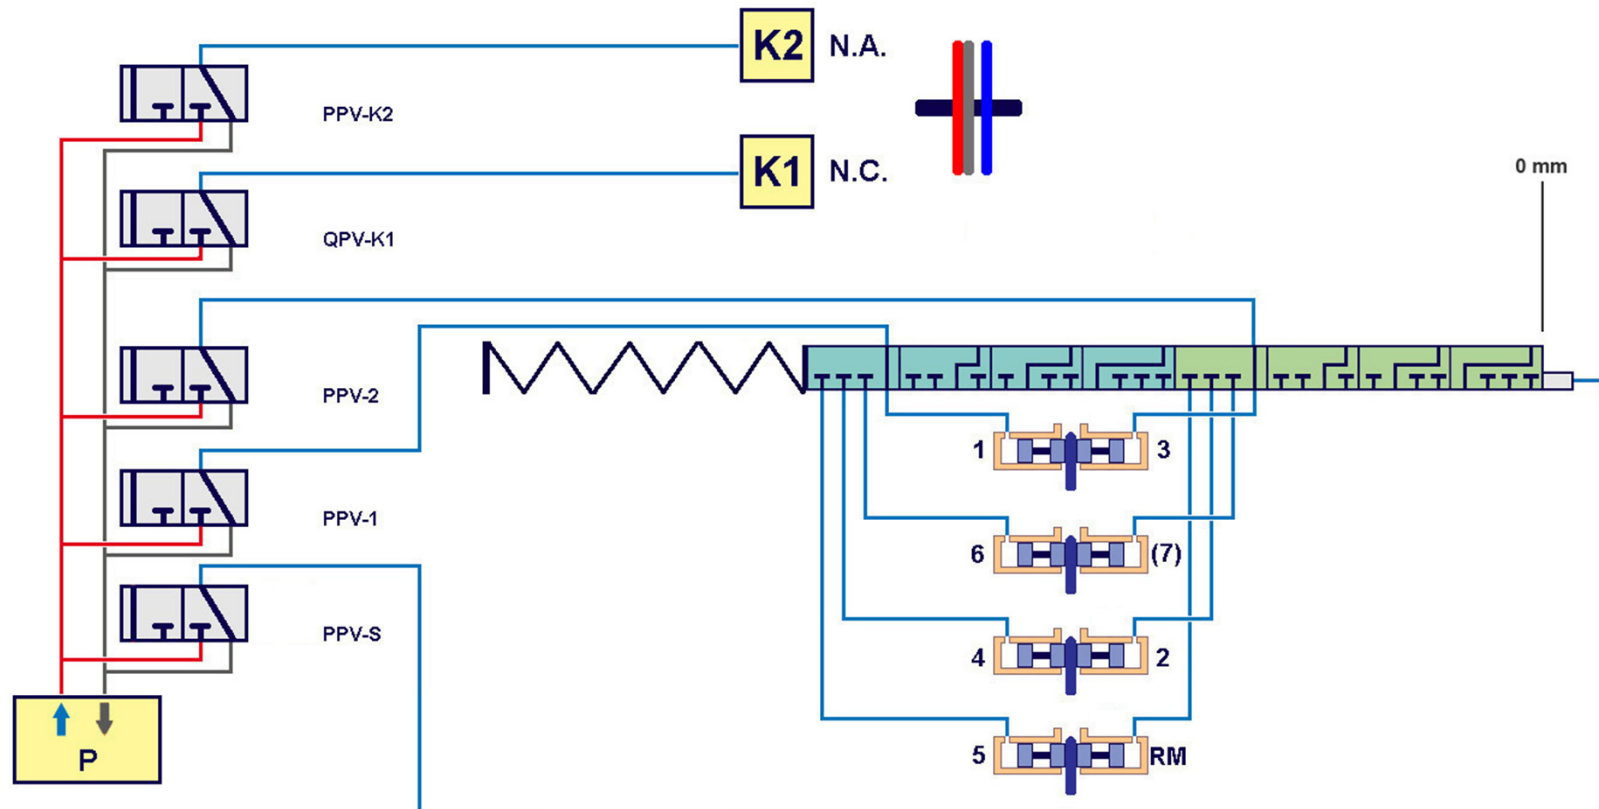 K2 N.A.
PPV-K2
K1 N.C.
0 mm
QPV-K1
PPV-2
1 3
PPV-1
6 (7)
PPV-S
4 2
5 RM
P